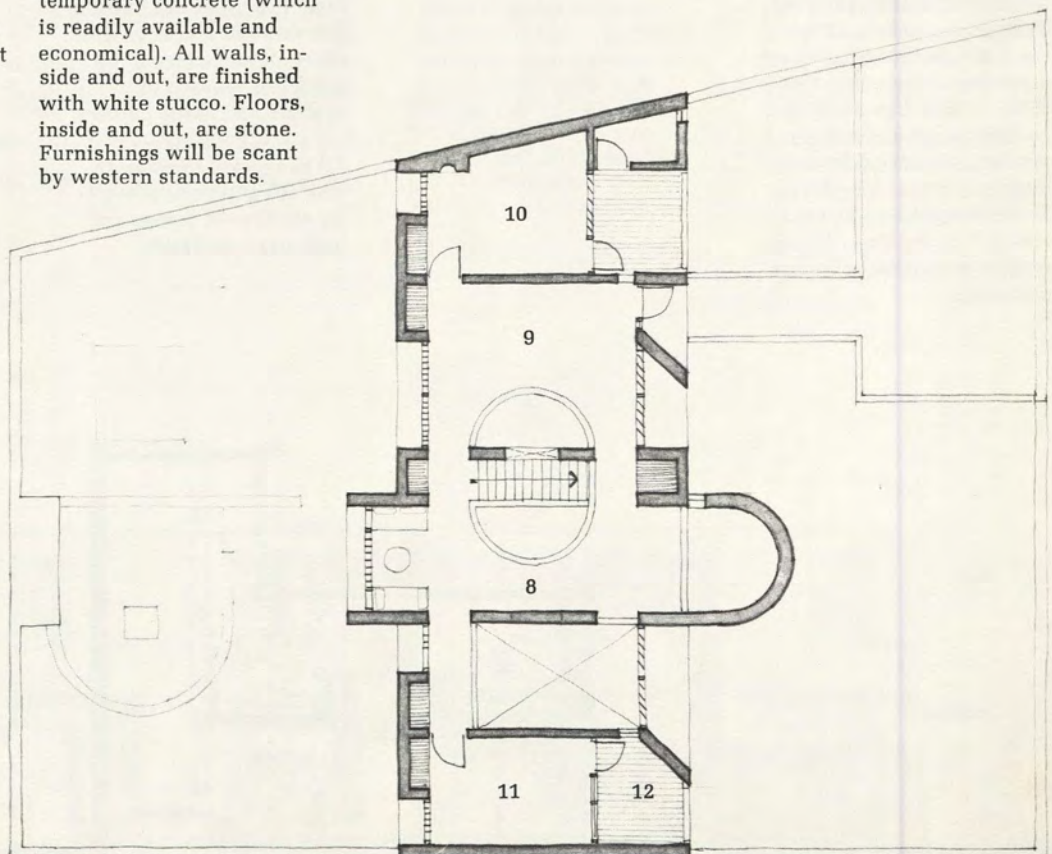 temporary concrete (which
t
is readily available and
economical). All walls, in-
side and out, are finished
with white stucco. Floors,
inside and out, are stone.
Furnishings will be scant
by western standards.
10
9
8
11
12